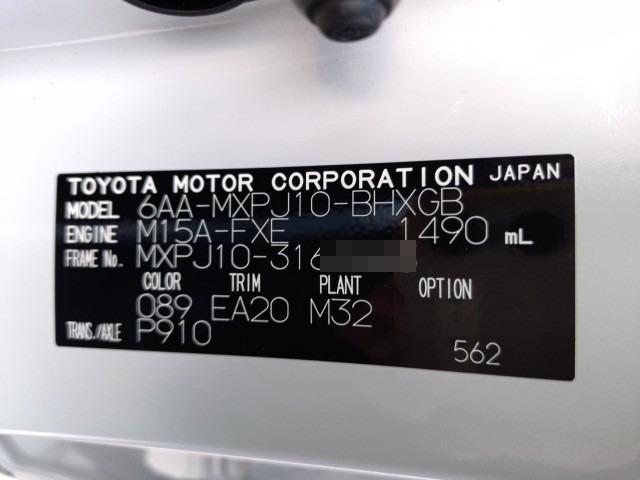 TOYOTA MOTOR CORPORATION JAPAN
MODEL 6AA-MXPJ10-BHXGB
ENGINE M15A-FXE 1490 mL
FRAME No. MXPJ10-316
COLOR TRIM PLANT OPTION
089 EA20 M32
TRANS./AXLE P910
562